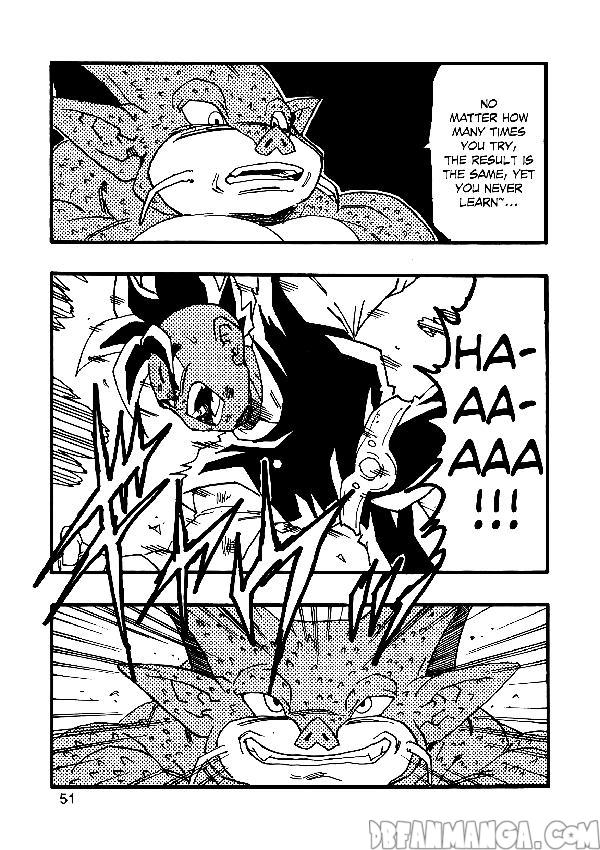 NO
MATTER HOW
MANY TIMES
YOU TRY,
THE RESULT IS
THE SAME, YET
YOU NEVER
LEARN~...
HA-
AA-
AAA
!!!
51
DBFANMANGA.COM